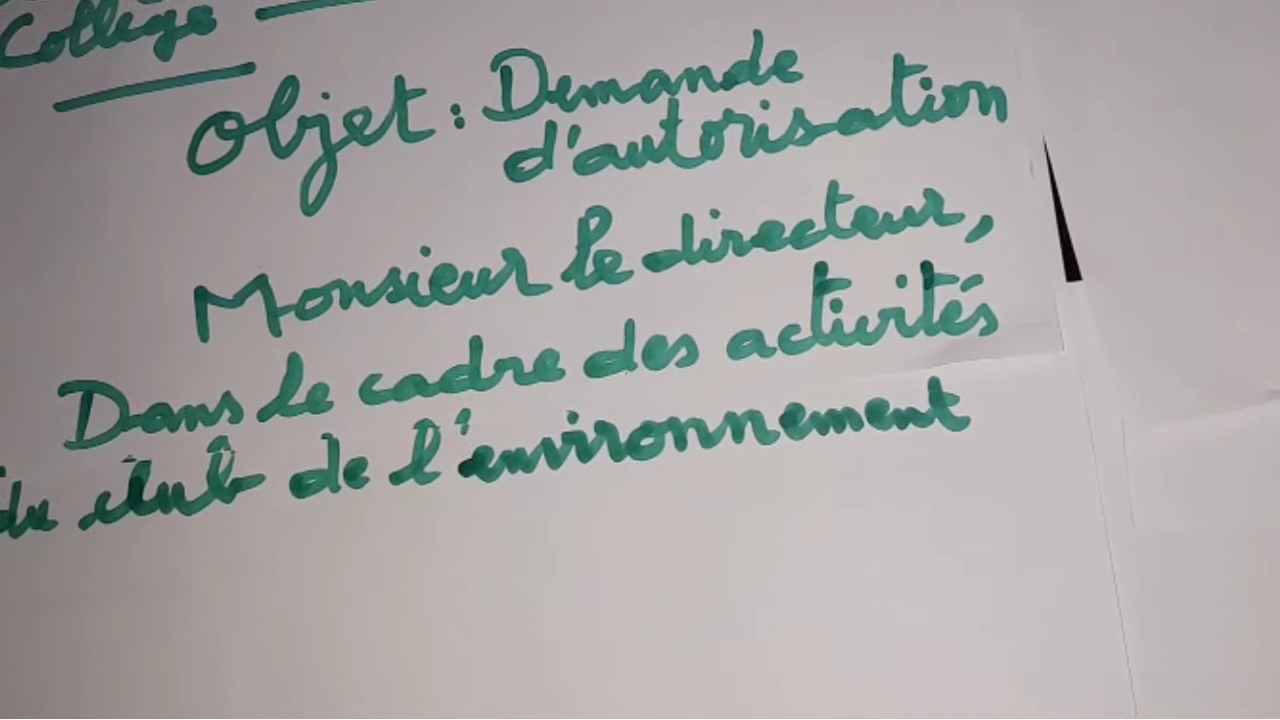 Collège
Objet : Demande
d'autorisation
Monsieur le directeur,
Dans le cadre des activités
du club de l'environnement